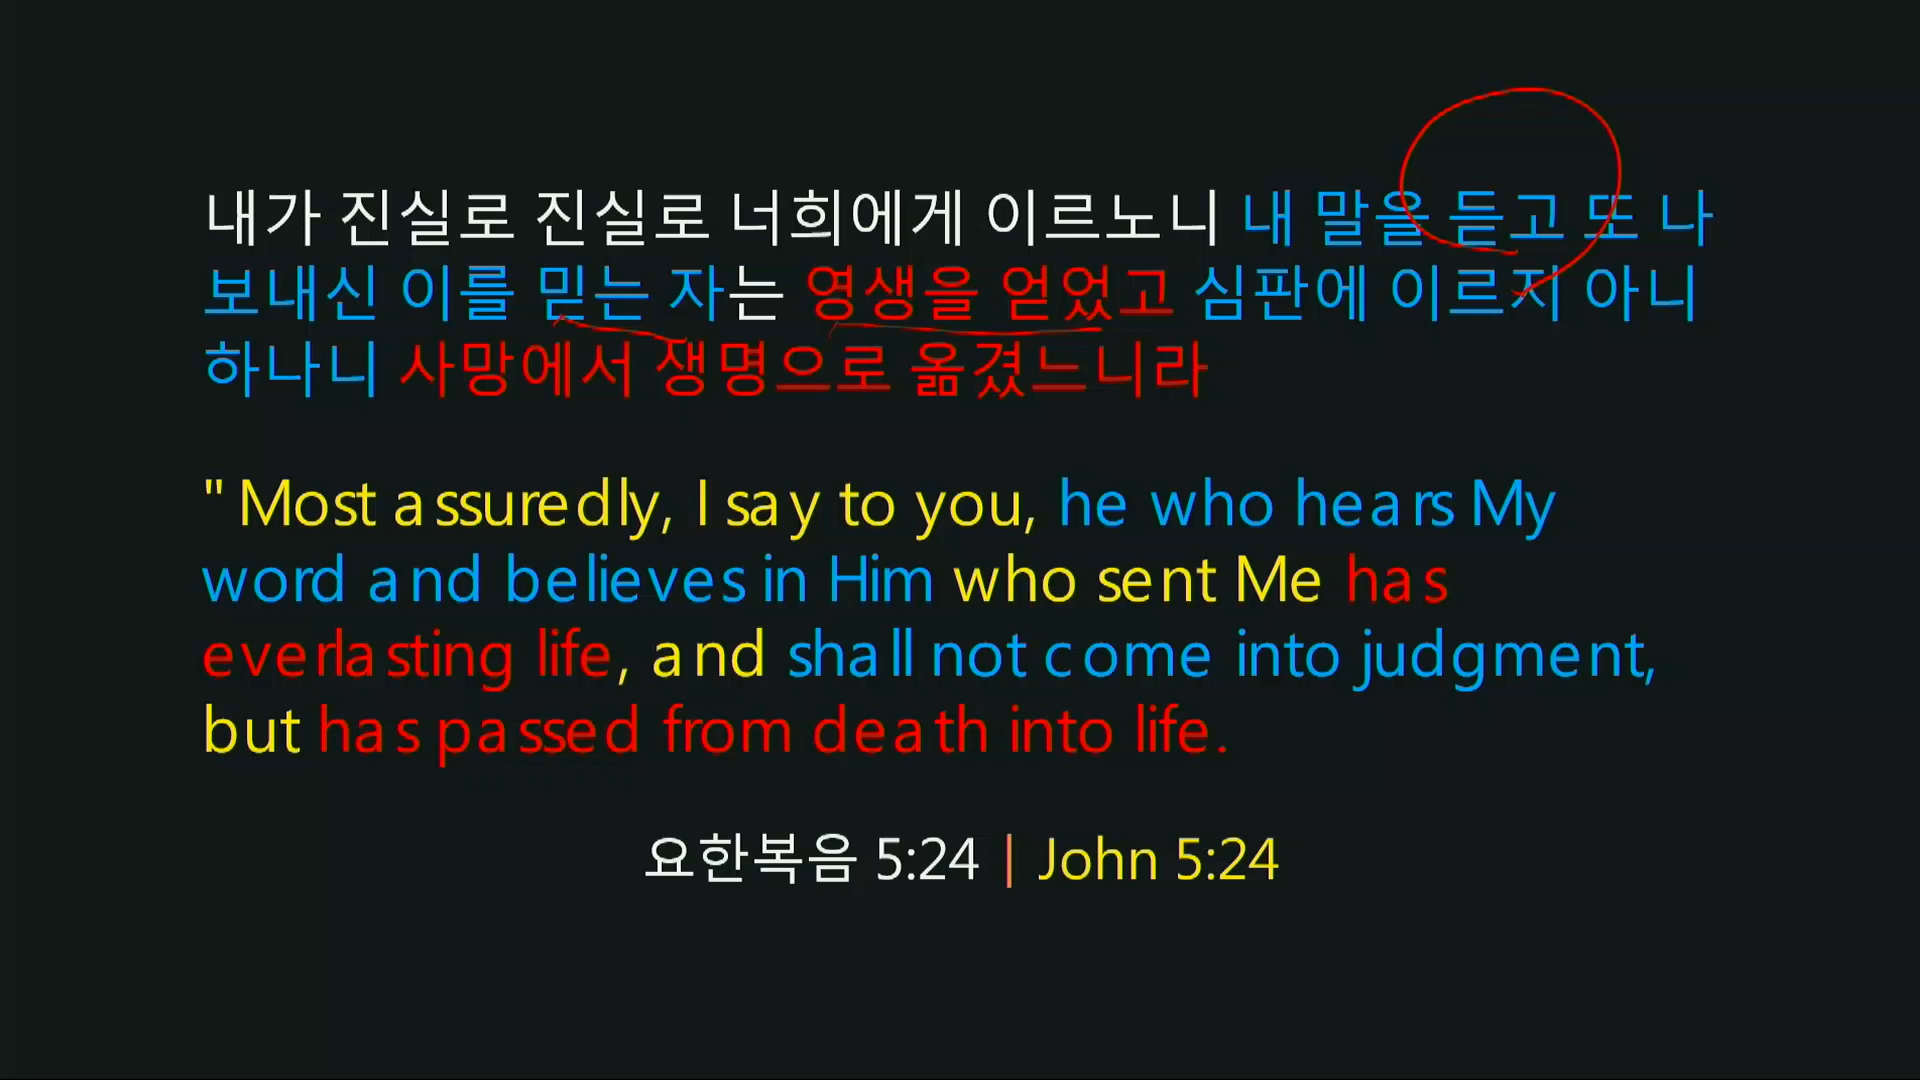 내가 진실로 진실로 너희에게 이르노니 내 말을 듣고 또 나
보내신 이를 믿는 자는 영생을 얻었고 심판에 이르지 아니
하나니 사망에서 생명으로 옮겼느니라
"Most assuredly, I say to you, he who hears My
word and believes in Him who sent Me has
everlasting life, and shall not come into judgment,
but has passed from death into life.
요한복음 5:24 | John 5:24